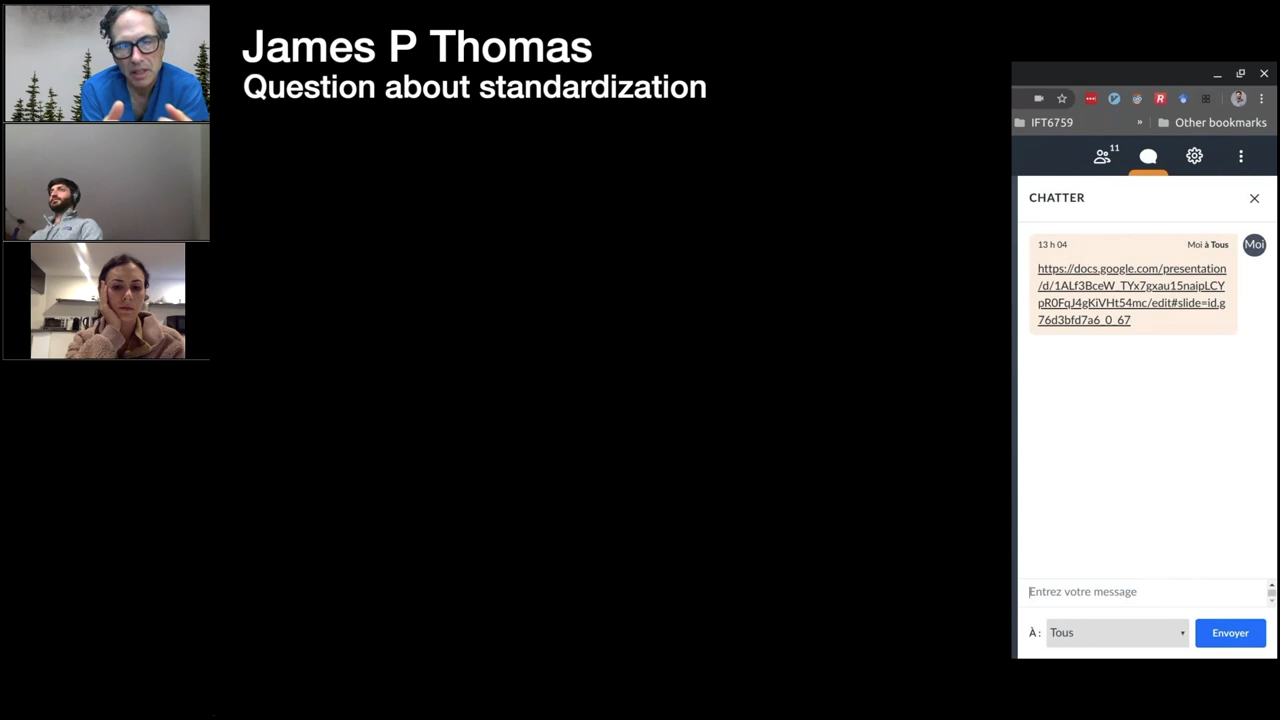 James P Thomas
Question about standardization
IFT6759
» Other bookmarks
11
CHATTER
13 h 04 Moi à Tous
Moi
https://docs.google.com/presentation
/d/1ALf3BceW_TYx7gxau15naipLCY
pR0FqJ4gKiVHt54mc/edit#slide=id.g
76d3bfd7a6_0_67
Entrez votre message
À : Tous
Envoyer